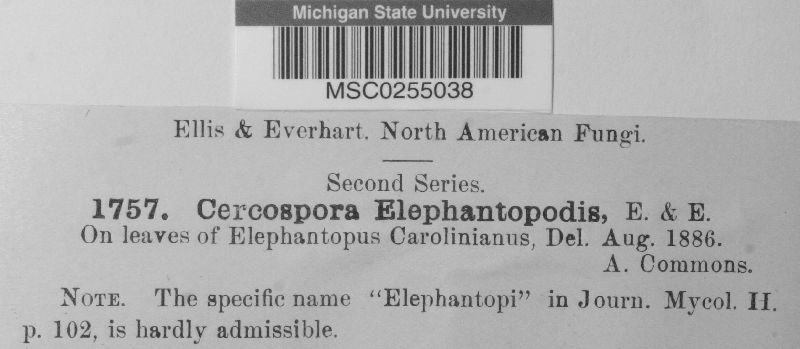 Michigan State University
MSC0255038
Ellis & Everhart. North American Fungi.
Second Series.
1757. Cercospora Elephantopodis, E. & E.
On leaves of Elephantopus Carolinianus, Del. Aug. 1886.
A. Commons.
NOTE. The specific name "Elephantopi" in Journ. Mycol. II.
p. 102, is hardly admissible.